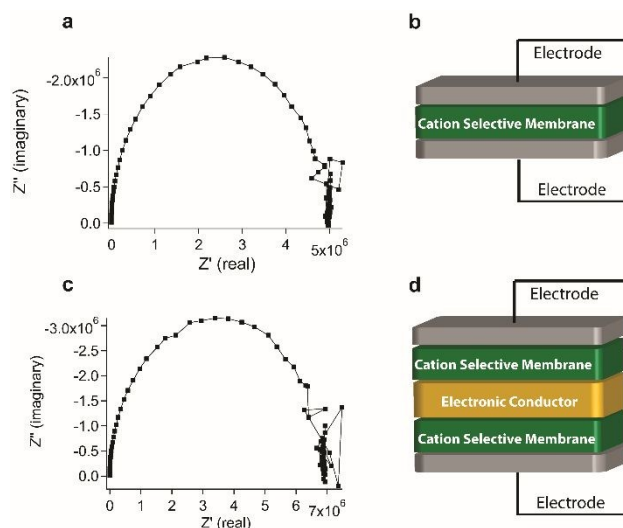 a
-2.0x10⁶
-1.5
-1.0
-0.5
0.0
Z'' (imaginary)
0
1
2
3
4
5x10⁶
Z' (real)
b
Electrode
Cation Selective Membrane
Electrode
c
-3.0x10⁶
-2.5
-2.0
-1.5
-1.0
-0.5
0.0
Z'' (imaginary)
0
1
2
3
4
5
6
7x10⁶
Z' (real)
d
Electrode
Cation Selective Membrane
Electronic Conductor
Cation Selective Membrane
Electrode